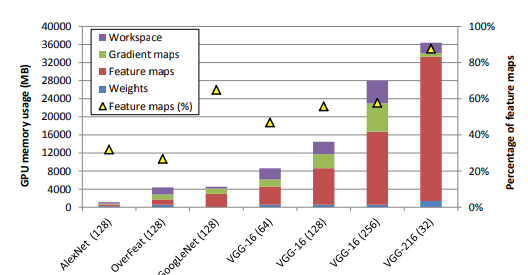 40000
36000
32000
28000
24000
20000
16000
12000
8000
4000
0
GPU memory usage (MB)
Workspace
Gradient maps
Feature maps
Weights
Feature maps (%)
100%
80%
60%
40%
20%
0%
Percentage of feature maps
AlexNet (128)
OverFeat (128)
GoogLeNet (128)
VGG-16 (64)
VGG-16 (128)
VGG-16 (256)
VGG-216 (32)